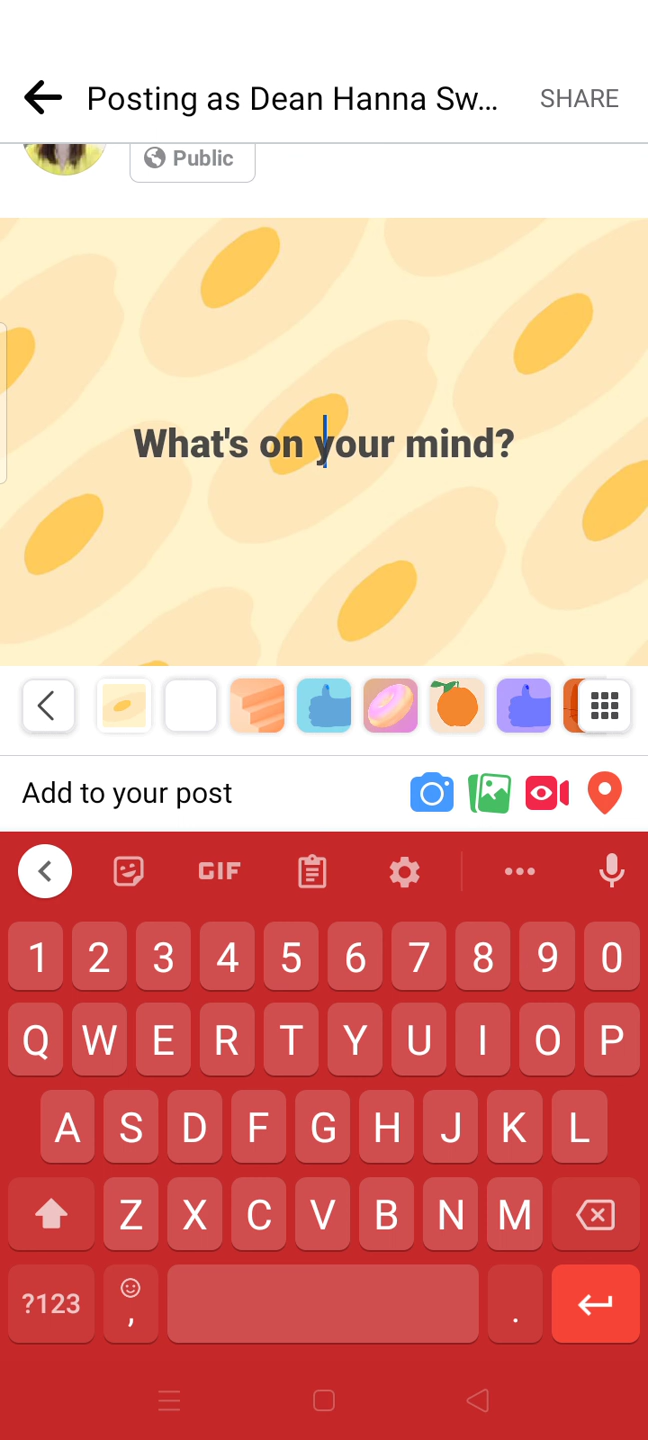 Posting as Dean Hanna Sw...
SHARE
Public
What's on your mind?
Add to your post
GIF
1 2 3 4 5 6 7 8 9 0
Q W E R T Y U I O P
A S D F G H J K L
Z X C V B N M
?123 , .